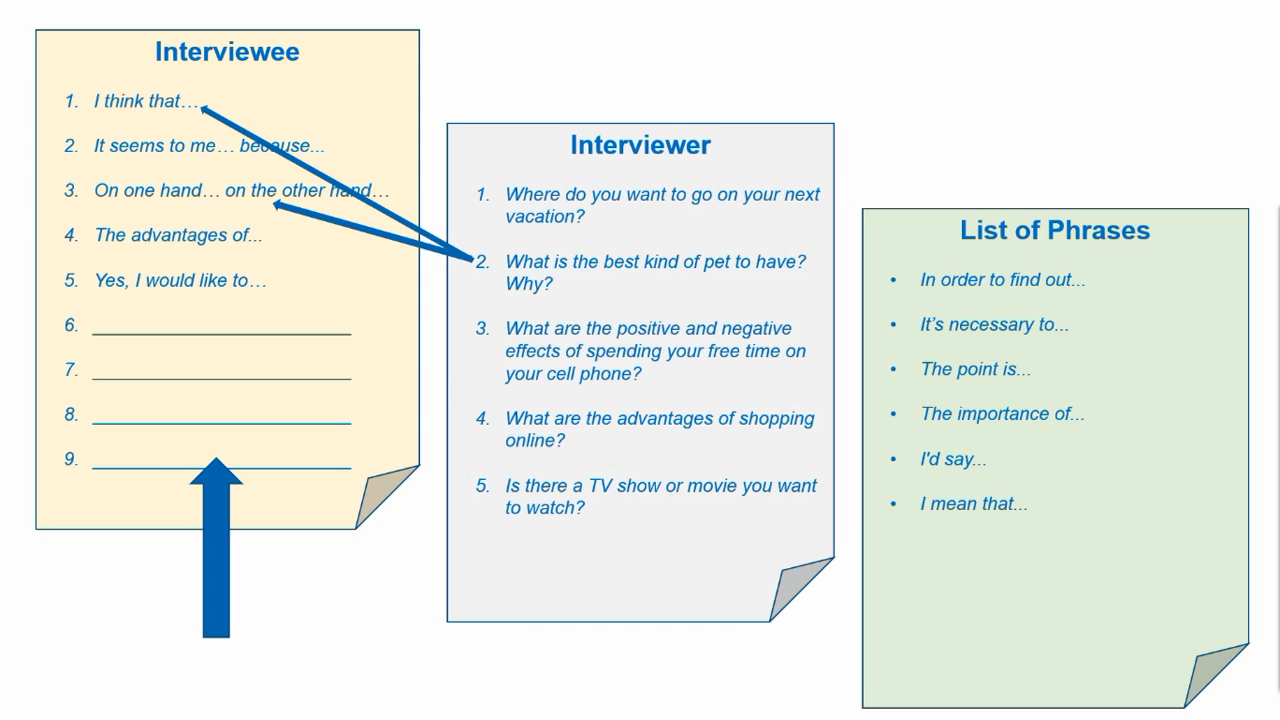 Interviewee
1. I think that…
2. It seems to me… because...
3. On one hand… on the other hand…
4. The advantages of...
5. Yes, I would like to…
6.
7.
8.
9.
Interviewer
1. Where do you want to go on your next
vacation?
2. What is the best kind of pet to have?
Why?
3. What are the positive and negative
effects of spending your free time on
your cell phone?
4. What are the advantages of shopping
online?
5. Is there a TV show or movie you want
to watch?
List of Phrases
• In order to find out...
• It’s necessary to...
• The point is...
• The importance of...
• I'd say...
• I mean that...